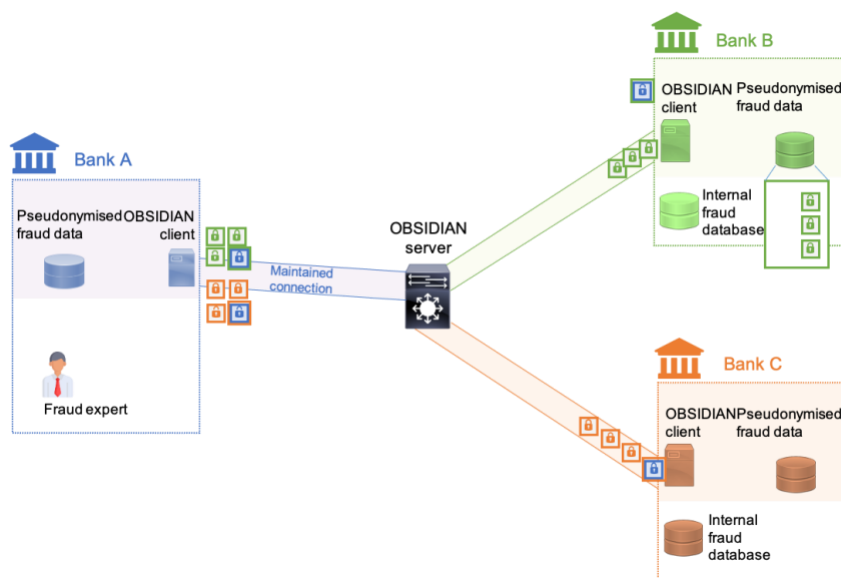 Bank B
OBSIDIAN
client
Pseudonymised
fraud data
Bank A
Pseudonymised
fraud data
OBSIDIAN
client
OBSIDIAN
server
Internal
fraud
database
Maintained
connection
Fraud expert
Bank C
OBSIDIAN
client
Pseudonymised
fraud data
Internal
fraud
database